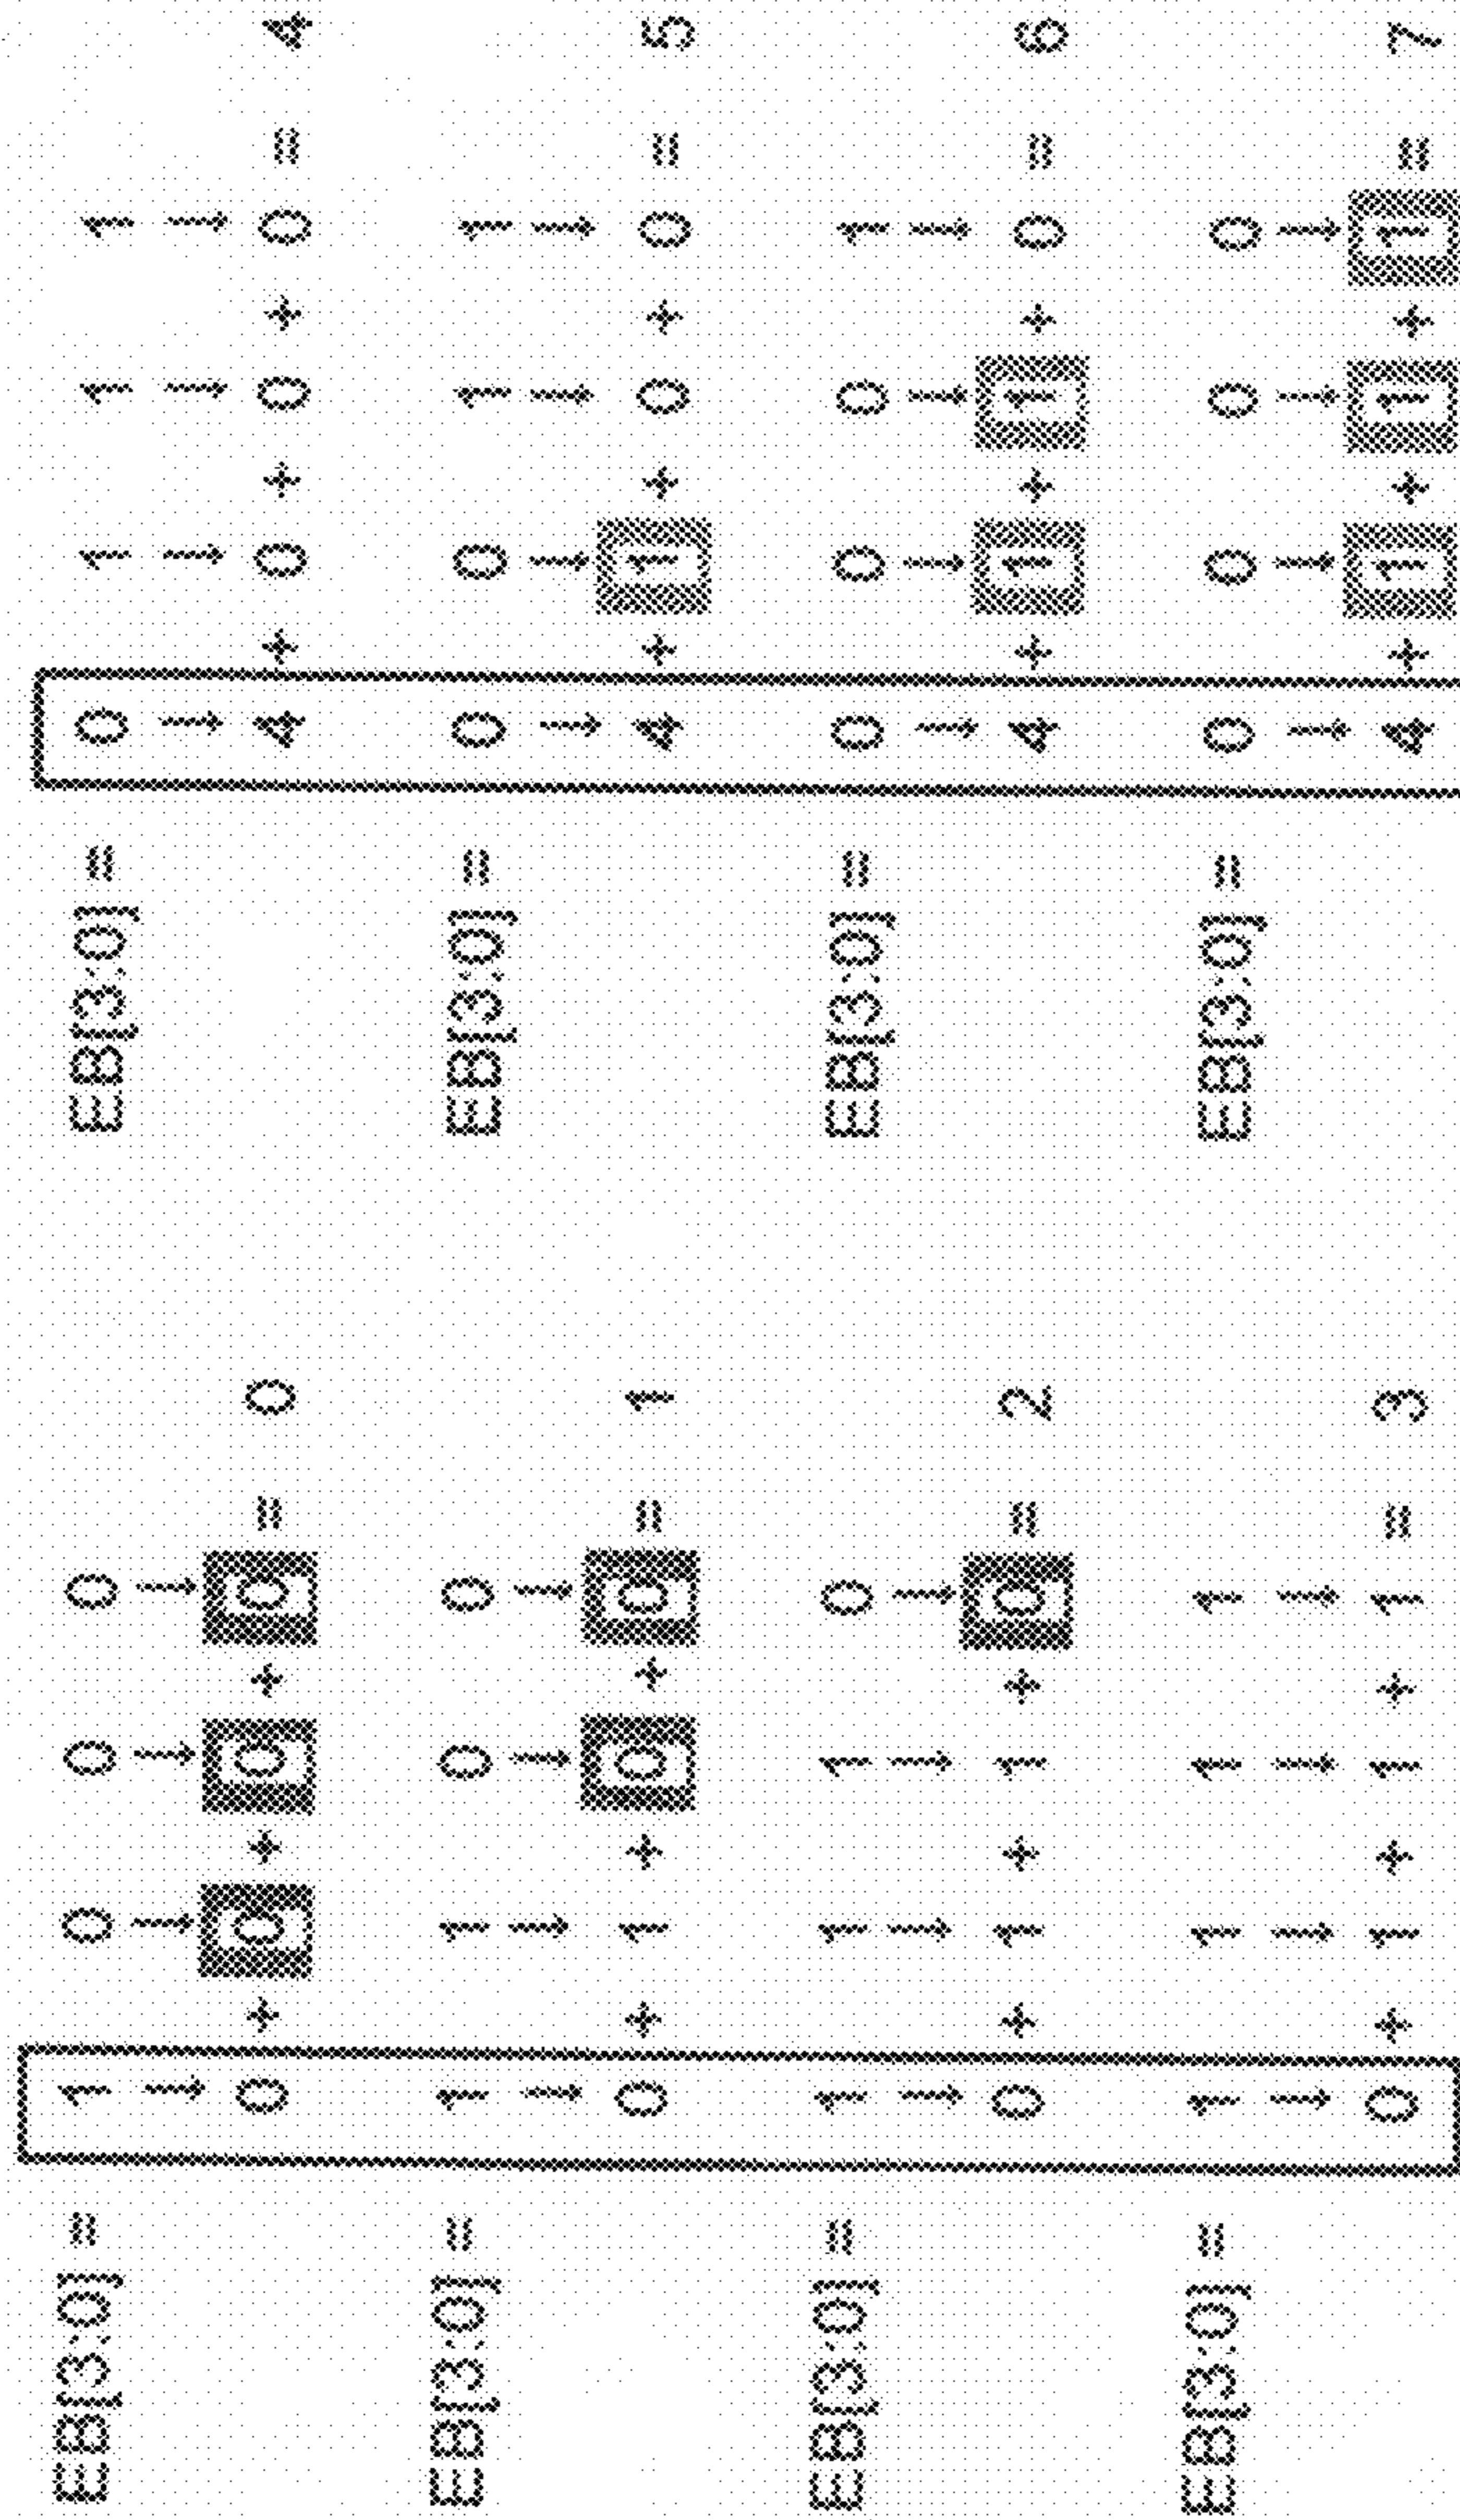 EB[3:0] = 1 0 0 0
0 + 0 + 0 + 0 = 0
EB[3:0] = 1 1 0 0
0 + 1 + 0 + 0 = 1
EB[3:0] = 1 1 1 0
0 + 1 + 1 + 0 = 2
EB[3:0] = 1 1 1 1
0 + 1 + 1 + 1 = 3
EB[3:0] = 0 1 1 1
4 + 0 + 0 + 0 = 4
EB[3:0] = 0 0 1 1
4 + 1 + 0 + 0 = 5
EB[3:0] = 0 0 0 1
4 + 1 + 1 + 0 = 6
EB[3:0] = 0 0 0 0
4 + 1 + 1 + 1 = 7